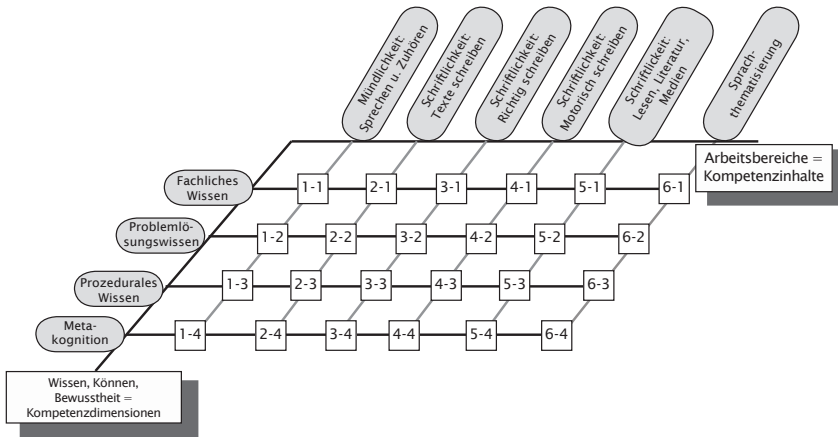 Mündlichkeit:
Sprechen u. Zuhören
Schriftlichkeit:
Texte schreiben
Schriftlichkeit:
Richtig schreiben
Schriftlichkeit:
Motorisch schreiben
Schriftlickeit:
Lesen, Literatur,
Medien
Sprach-
thematisierung
Arbeitsbereiche =
Kompetenzinhalte
Fachliches
Wissen
1-1 2-1 3-1 4-1 5-1 6-1
Problemlö-
sungswissen
1-2 2-2 3-2 4-2 5-2 6-2
Prozedurales
Wissen
1-3 2-3 3-3 4-3 5-3 6-3
Meta-
kognition
1-4 2-4 3-4 4-4 5-4 6-4
Wissen, Können,
Bewusstheit =
Kompetenzdimensionen